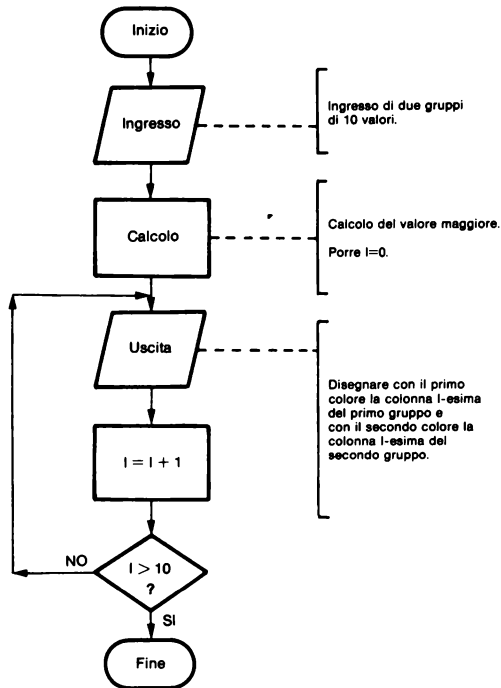 Inizio
Ingresso
Ingresso di due gruppi
di 10 valori.
Calcolo
Calcolo del valore maggiore.
Porre I=0.
Uscita
Disegnare con il primo
colore la colonna I-esima
del primo gruppo e
con il secondo colore la
colonna I-esima del
secondo gruppo.
I = I + 1
NO
I > 10
?
SI
Fine